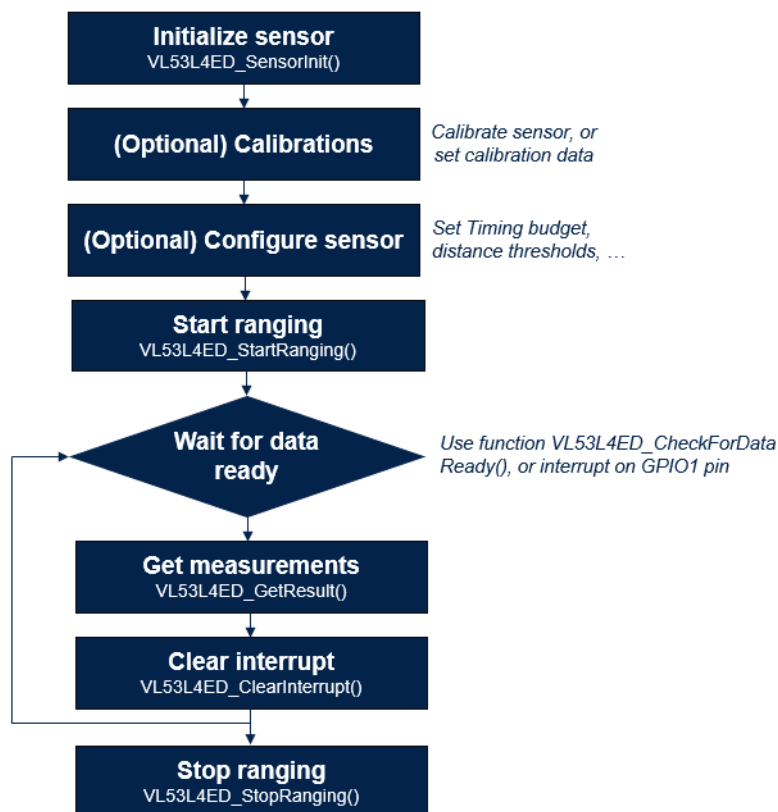 Initialize sensor
VL53L4ED_SensorInit()
(Optional) Calibrations
Calibrate sensor, or
set calibration data
(Optional) Configure sensor
Set Timing budget,
distance thresholds, …
Start ranging
VL53L4ED_StartRanging()
Wait for data
ready
Use function VL53L4ED_CheckForData
Ready(), or interrupt on GPIO1 pin
Get measurements
VL53L4ED_GetResult()
Clear interrupt
VL53L4ED_ClearInterrupt()
Stop ranging
VL53L4ED_StopRanging()